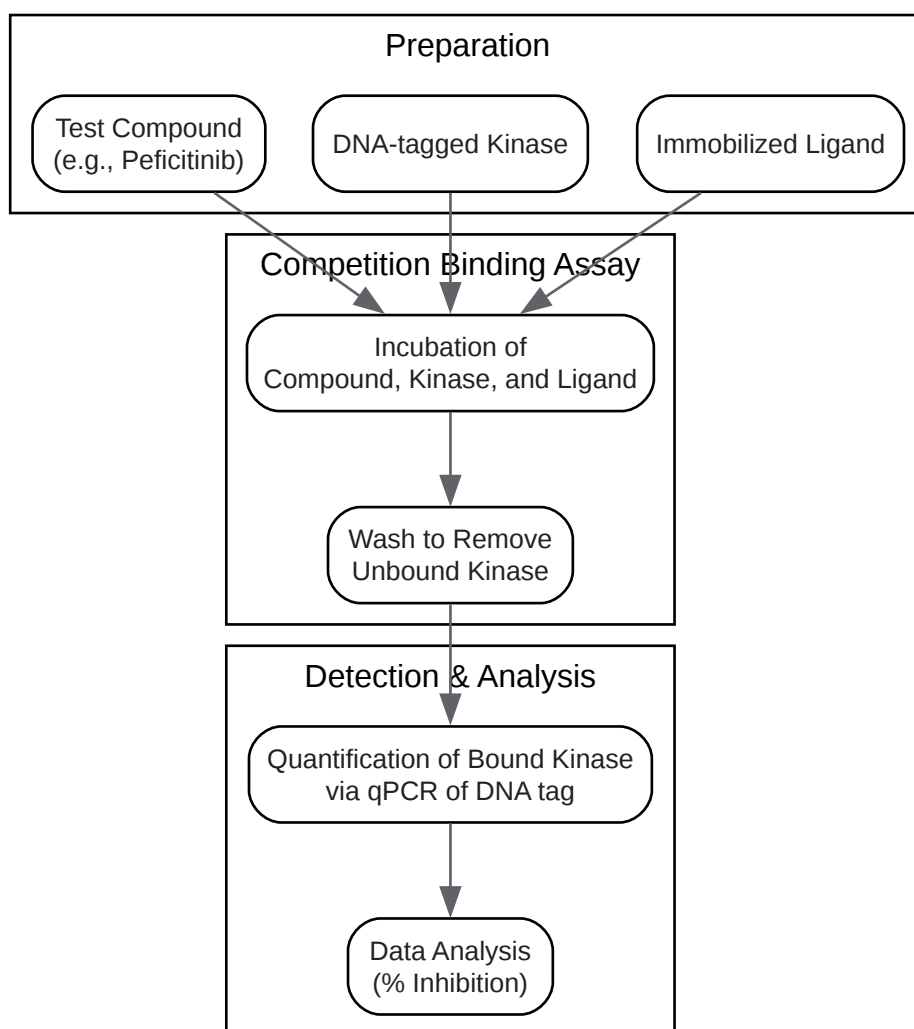 Preparation
Test Compound
(e.g., Peficitinib)
DNA-tagged Kinase
Immobilized Ligand
Competition Binding Assay
Incubation of
Compound, Kinase, and Ligand
Wash to Remove
Unbound Kinase
Detection & Analysis
Quantification of Bound Kinase
via qPCR of DNA tag
Data Analysis
(% Inhibition)